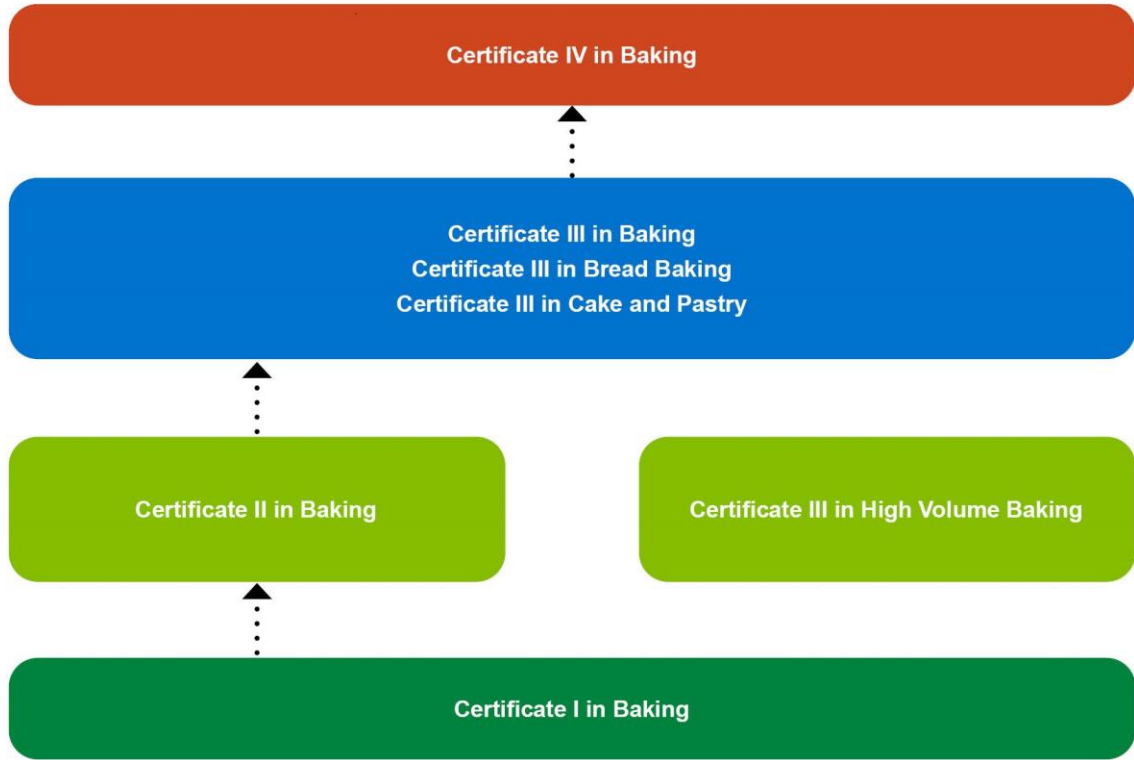 Certificate IV in Baking
Certificate III in Baking
Certificate III in Bread Baking
Certificate III in Cake and Pastry
Certificate II in Baking
Certificate III in High Volume Baking
Certificate I in Baking